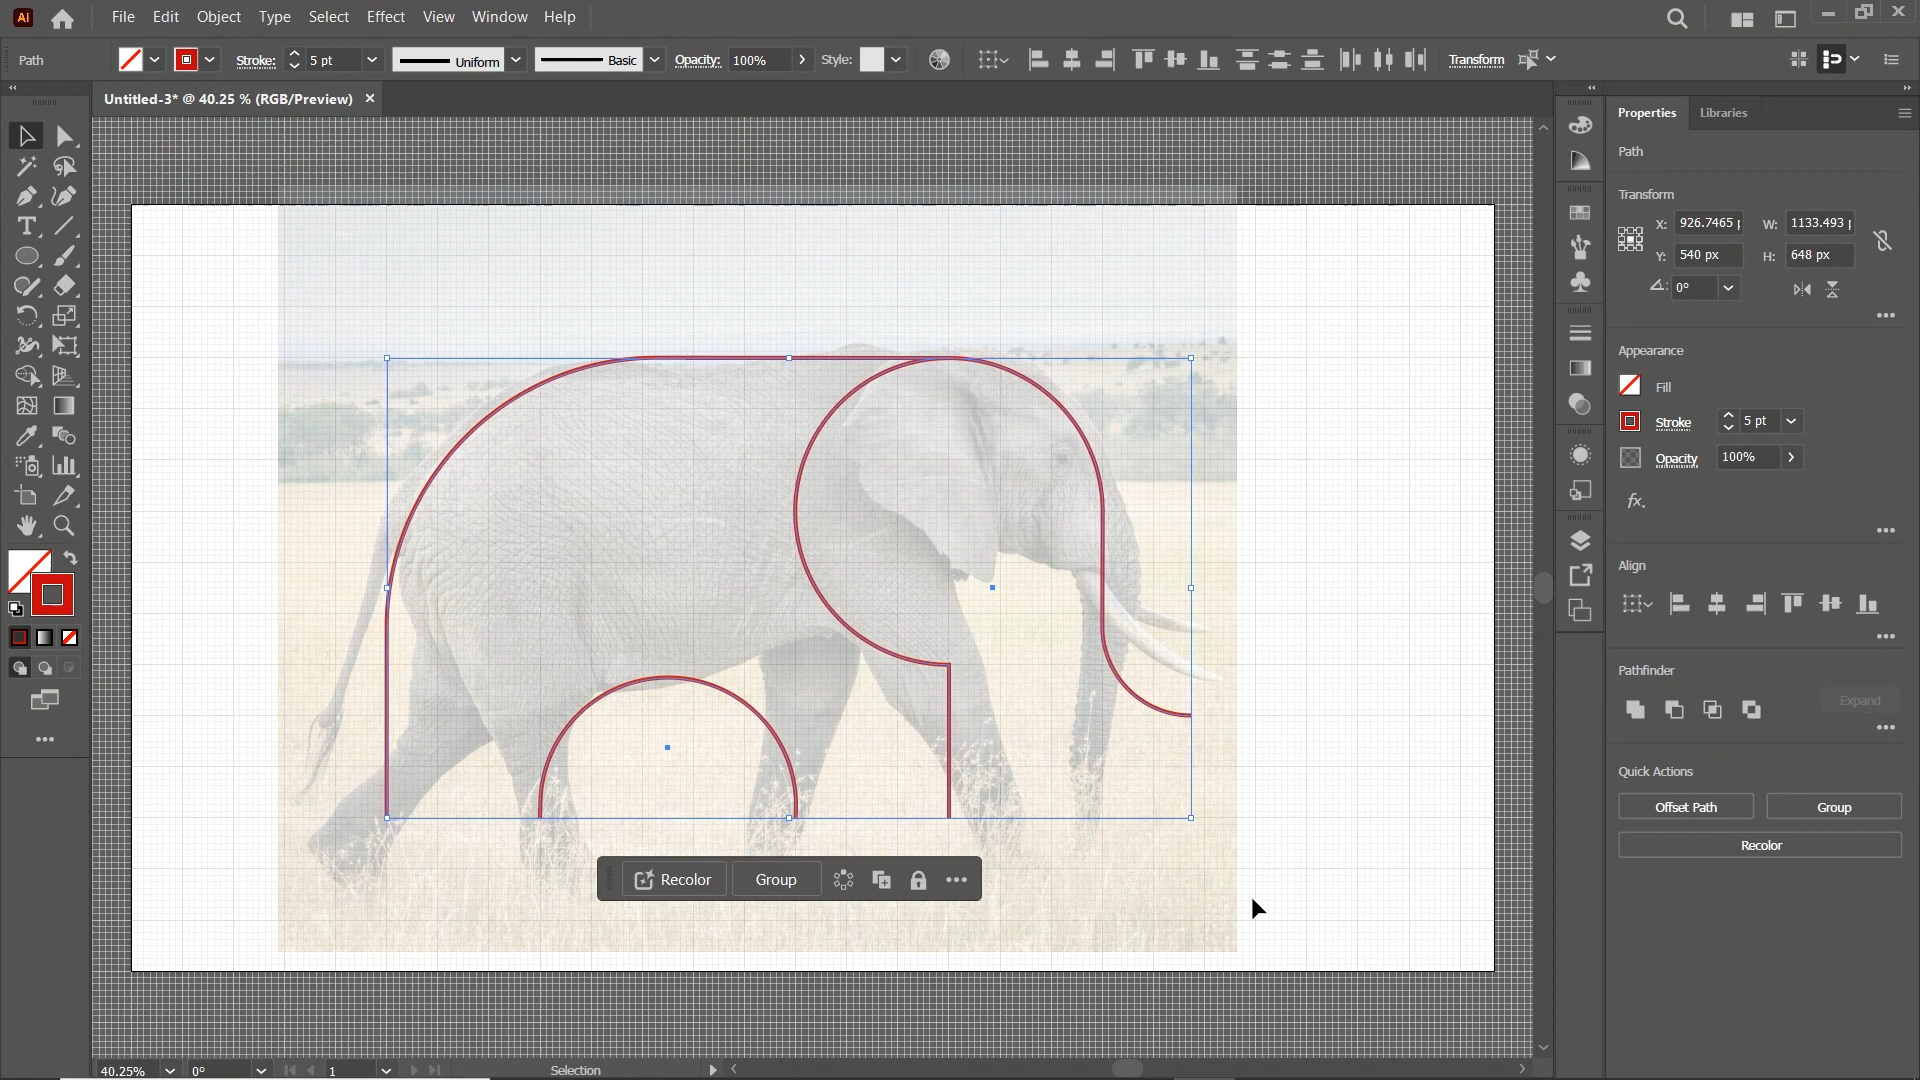 Ai File Edit Object Type Select Effect View Window Help
Path Stroke: 5 pt Uniform Basic Opacity: 100% Style: Transform
Untitled-3* @ 40.25 % (RGB/Preview)
Properties Libraries
Path
Transform
X: 926.7465 W: 1133.493
Y: 540 px H: 648 px
0°
Appearance
Fill
Stroke 5 pt
Opacity 100%
fx.
Align
Pathfinder
Expand
Quick Actions
Offset Path Group
Recolor
Recolor Group
40.25% 0° 1 Selection